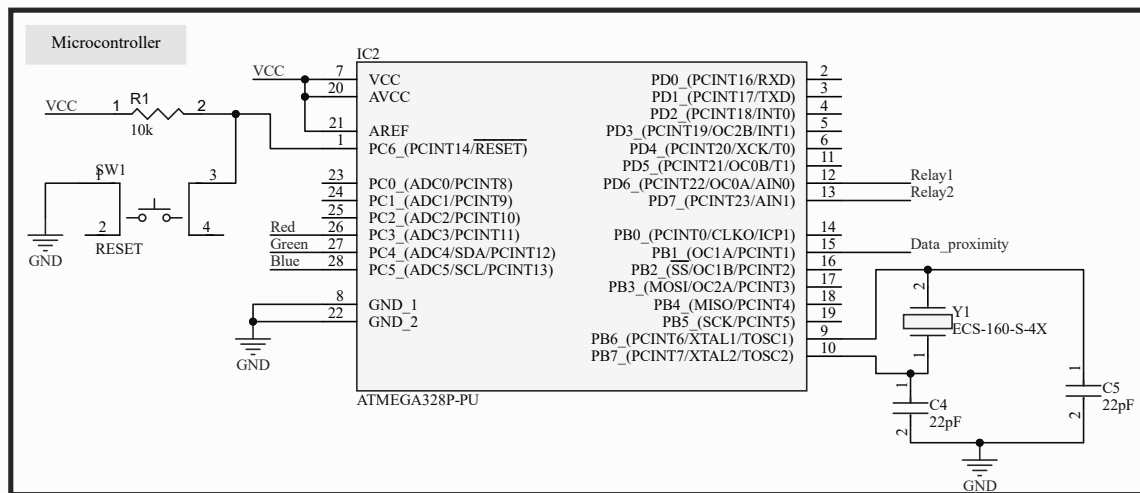 Microcontroller
IC2
VCC
7 VCC
20 AVCC
21 AREF
1 PC6_(PCINT14/RESET)
23 PC0_(ADC0/PCINT8)
24 PC1_(ADC1/PCINT9)
25 PC2_(ADC2/PCINT10)
Red 26 PC3_(ADC3/PCINT11)
Green 27 PC4_(ADC4/SDA/PCINT12)
Blue 28 PC5_(ADC5/SCL/PCINT13)
8 GND_1
22 GND_2
GND
PD0_(PCINT16/RXD) 2
PD1_(PCINT17/TXD) 3
PD2_(PCINT18/INT0) 4
PD3_(PCINT19/OC2B/INT1) 5
PD4_(PCINT20/XCK/T0) 6
PD5_(PCINT21/OC0B/T1) 11
PD6_(PCINT22/OC0A/AIN0) 12 Relay1
PD7_(PCINT23/AIN1) 13 Relay2
PB0_(PCINT0/CLKO/ICP1) 14
PB1_(OC1A/PCINT1) 15 Data_proximity
PB2_(SS/OC1B/PCINT2) 16
PB3_(MOSI/OC2A/PCINT3) 17
PB4_(MISO/PCINT4) 18
PB5_(SCK/PCINT5) 19
PB6_(PCINT6/XTAL1/TOSC1) 9
PB7_(PCINT7/XTAL2/TOSC2) 10
ATMEGA328P-PU
VCC 1 R1 2
10k
SW1
1 3
2 4
RESET
GND
2
Y1
ECS-160-S-4X
1
1
C4
22pF
2
1
C5
22pF
2
GND